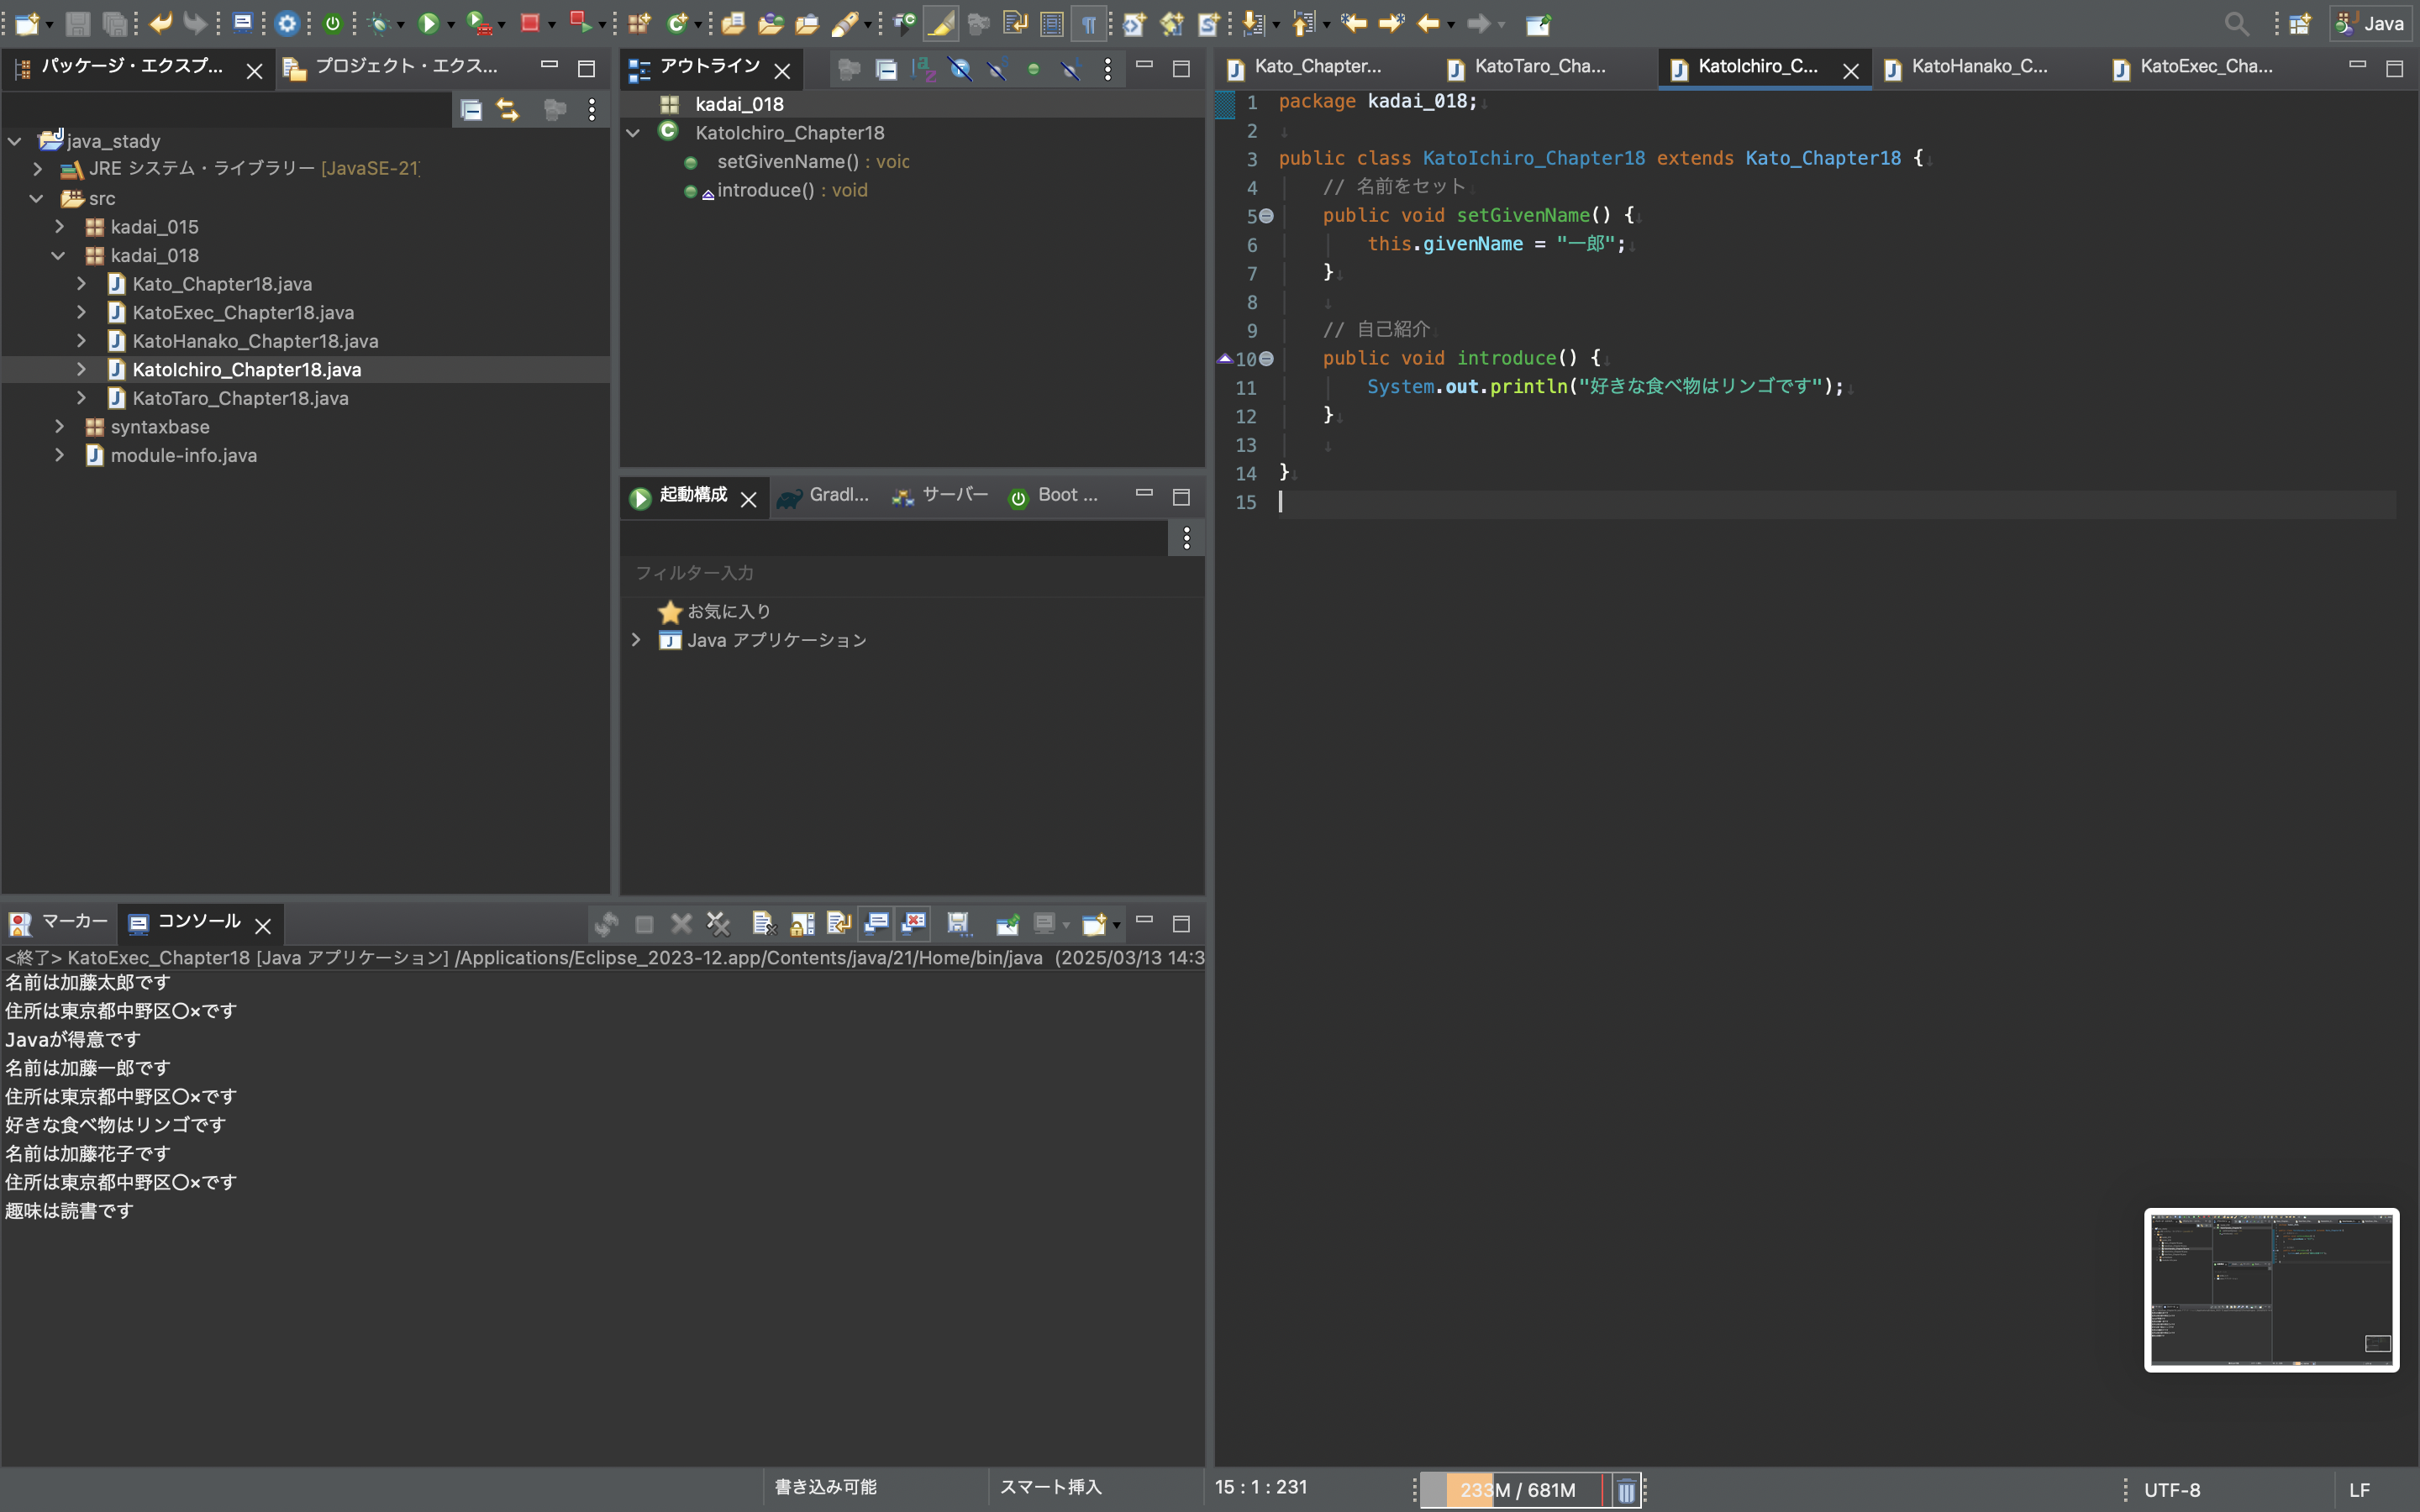 Java
パッケージ・エクスプ...
プロジェクト・エクス...
java_stady
JRE システム・ライブラリー [JavaSE-21]
src
kadai_015
kadai_018
Kato_Chapter18.java
KatoExec_Chapter18.java
KatoHanako_Chapter18.java
KatoIchiro_Chapter18.java
KatoTaro_Chapter18.java
syntaxbase
module-info.java
アウトライン
kadai_018
KatoIchiro_Chapter18
setGivenName() : void
introduce() : void
起動構成
Gradl...
サーバー
Boot ...
フィルター入力
お気に入り
Java アプリケーション
Kato_Chapter...
KatoTaro_Cha...
KatoIchiro_C...
KatoHanako_C...
KatoExec_Cha...
1 package kadai_018;
2
3 public class KatoIchiro_Chapter18 extends Kato_Chapter18 {
4 // 名前をセット
5 public void setGivenName() {
6 this.givenName = "一郎";
7 }
8
9 // 自己紹介
10 public void introduce() {
11 System.out.println("好きな食べ物はリンゴです");
12 }
13
14 }
15
マーカー
コンソール
<終了> KatoExec_Chapter18 [Java アプリケーション] /Applications/Eclipse_2023-12.app/Contents/java/21/Home/bin/java (2025/03/13 14:3
名前は加藤太郎です
住所は東京都中野区〇×です
Javaが得意です
名前は加藤一郎です
住所は東京都中野区〇×です
好きな食べ物はリンゴです
名前は加藤花子です
住所は東京都中野区〇×です
趣味は読書です
書き込み可能
スマート挿入
15 : 1 : 231
233M / 681M
UTF-8
LF